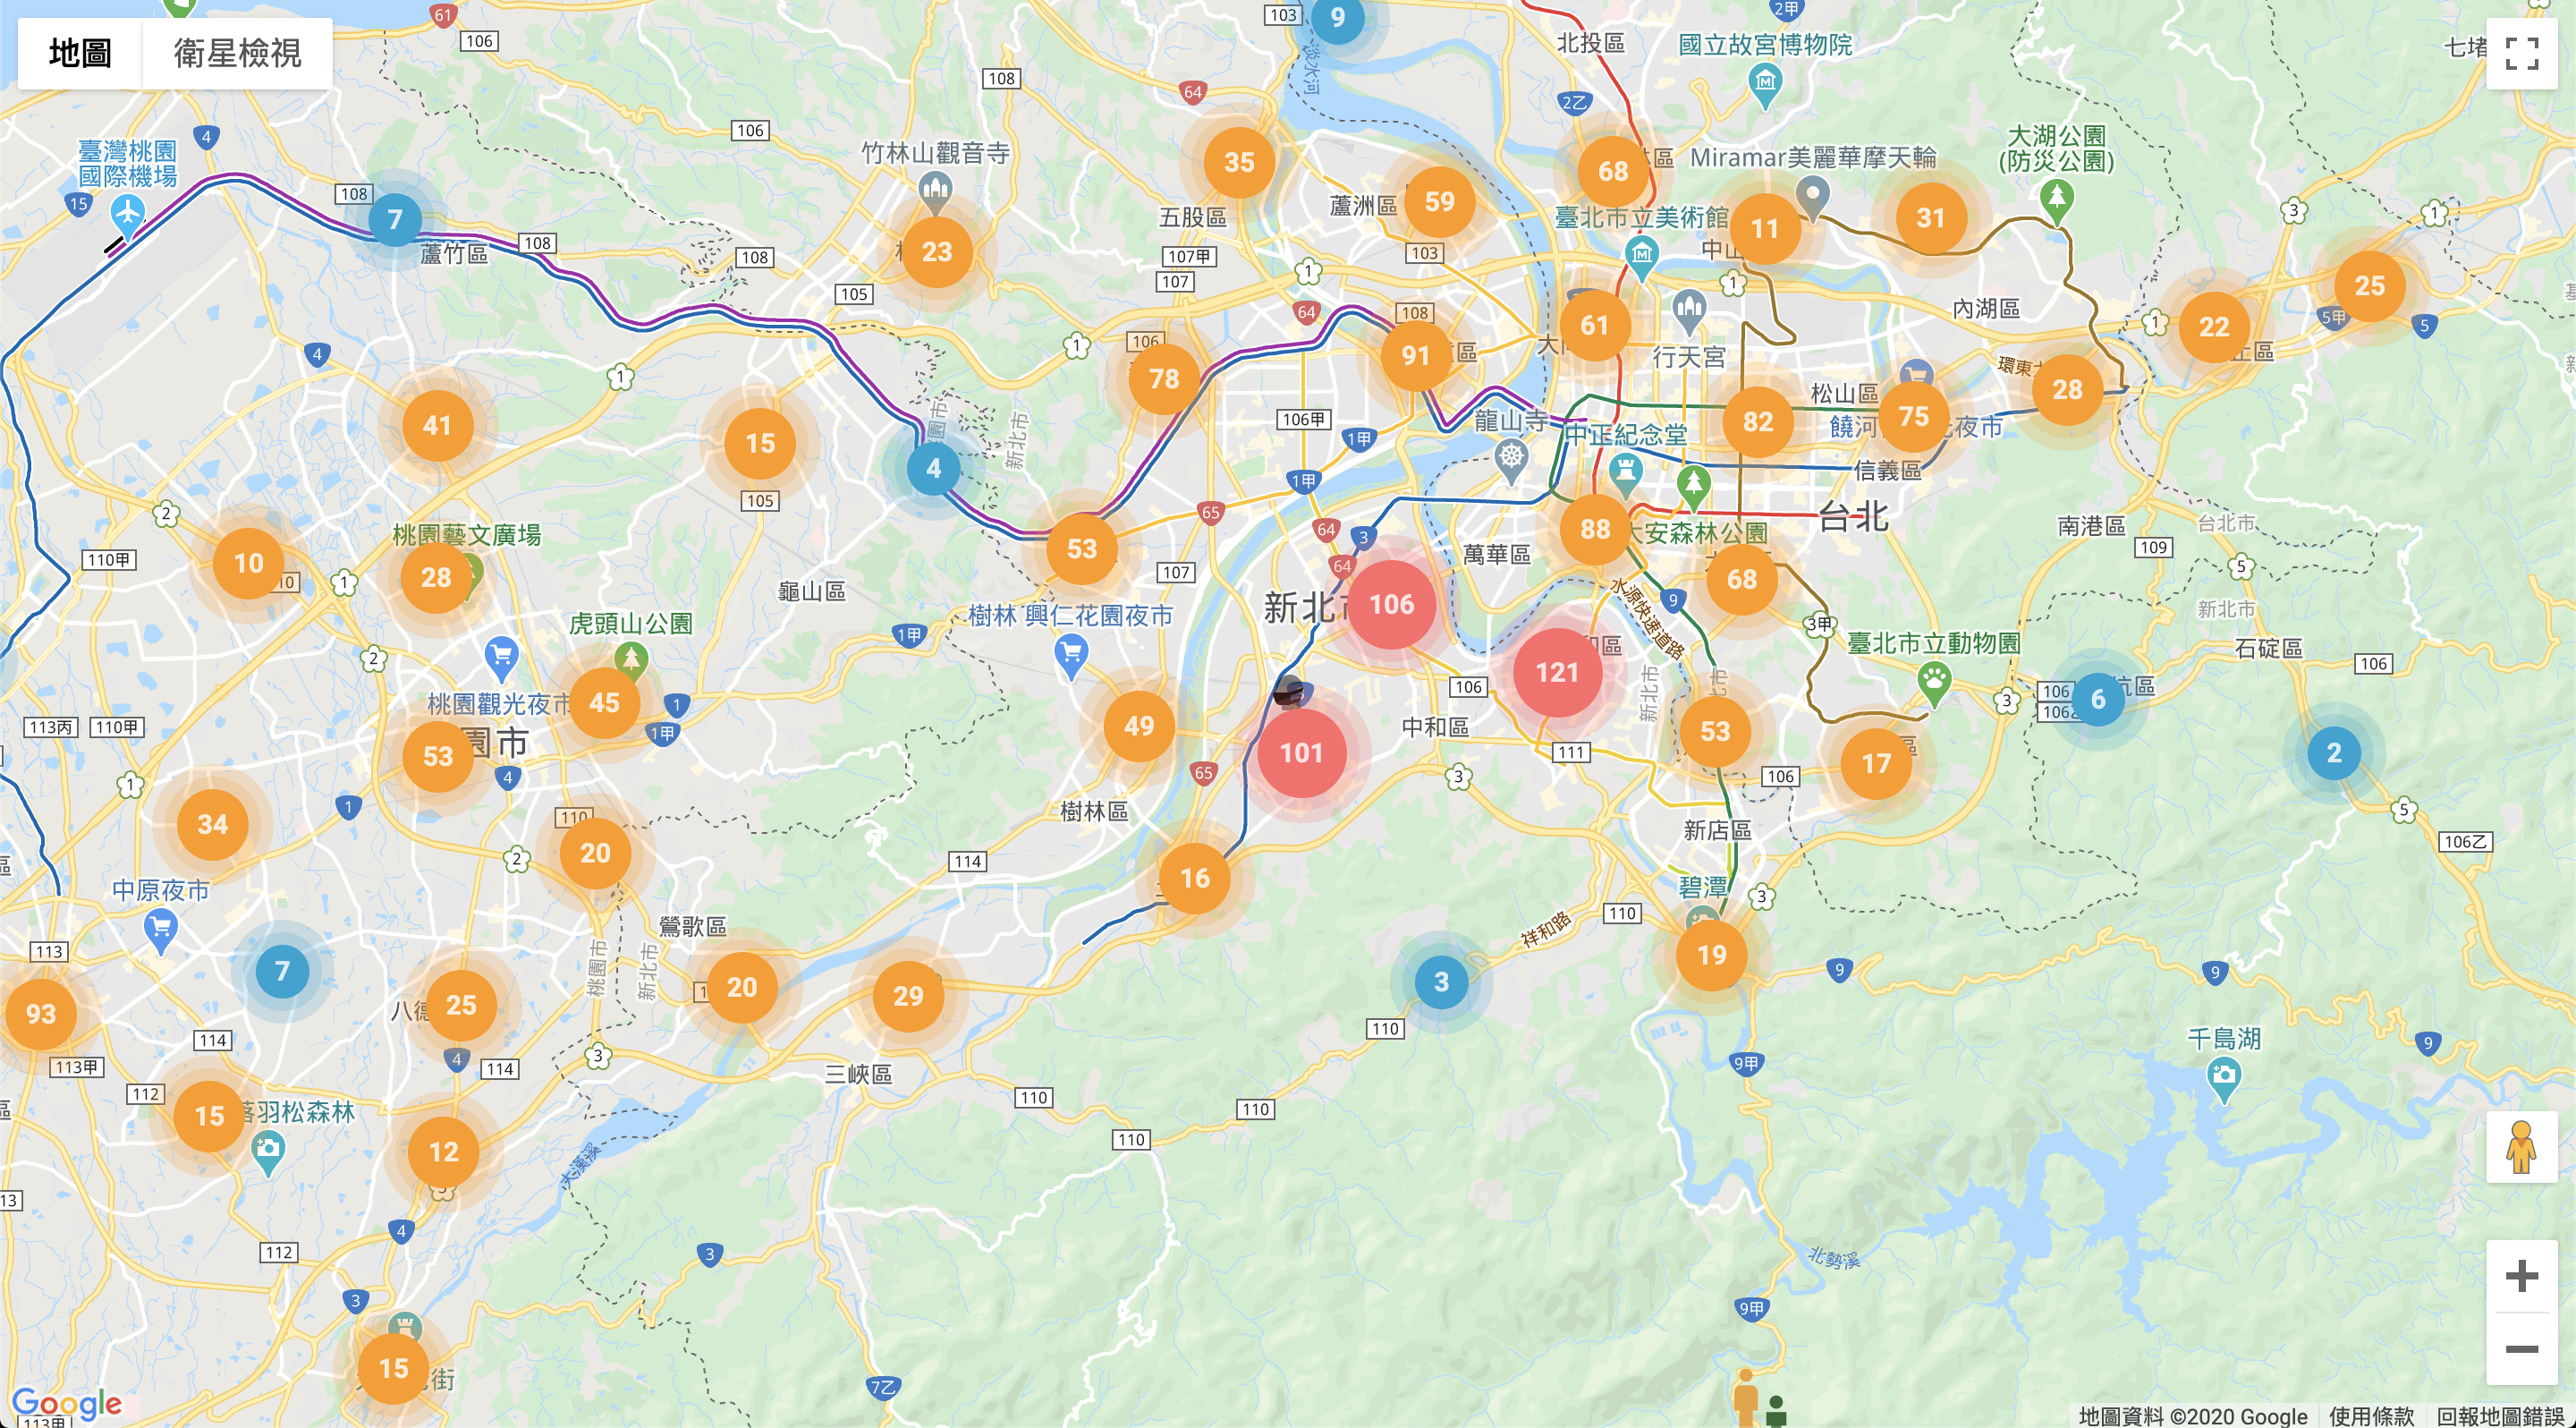 地圖
衛星檢視
61
106
103
9
2甲
北投區
國立故宮博物院
七堵
108
64
2乙
106
4
臺灣桃園
國際機場
竹林山觀音寺
35
68
Miramar美麗華摩天輪
大湖公園
(防災公園)
15
108
7
蘆竹區
108
108
23
五股區
蘆洲區
59
臺北市立美術館
11
31
3
1
107甲
107
103
1
中山
1
25
105
64
108
61
行天宮
內湖區
1
22
5甲
5
4
1
1
106
78
91
松山區
環東
28
41
15
105
4
新北市
106甲
1甲
龍山寺
82
75
中正紀念堂
信義區
1甲
台北
2
65
64
3
88
大安森林公園
南港區
台北市
109
110甲
10
桃園藝文廣場
28
1
53
107
64
萬華區
68
5
龜山區
新北市
106
水源快速道路
9
3甲
新北市
虎頭山公園
1甲
樹林 興仁花園夜市
121
臺北市立動物園
石碇區
106
2
桃園觀光夜市
45
1
1甲
49
106
新北市
3
106
6
113丙
110甲
53
園市
4
65
101
中和區
111
53
17
2
1
1
3
106
5
34
110
20
2
樹林區
114
16
新店區
106乙
中原夜市
鶯歌區
碧潭
3
110
祥和路
113
7
桃園市
新北市
20
29
3
19
9
9
93
25
114
113甲
4
114
3
110
9甲
千島湖
9
三峽區
112
15
落羽松森林
12
大漢溪
110
110
110
13
4
112
3
北勢溪
3
9甲
15
7乙
Google
113甲
地圖資料 ©2020 Google
使用條款
回報地圖錯誤